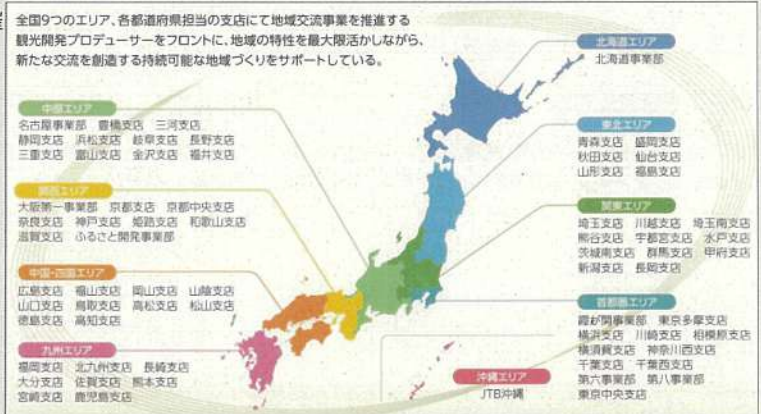 全国9つのエリア、各都道府県担当の支店にて地域交流事業を推進する
観光開発プロデューサーをフロントに、地域の特性を最大限活かしながら、
新たな交流を創造する持続可能な地域づくりをサポートしている。
北海道エリア
北海道事業部
中部エリア
名古屋事業部 豊橋支店 三河支店
静岡支店 浜松支店 岐阜支店 長野支店
三重支店 富山支店 金沢支店 福井支店
東北エリア
青森支店 盛岡支店
秋田支店 仙台支店
山形支店 福島支店
関西エリア
大阪第一事業部 京都支店 京都中央支店
奈良支店 神戸支店 姫路支店 和歌山支店
滋賀支店 ふるさと開発事業部
関東エリア
埼玉支店 川越支店 埼玉南支店
熊谷支店 宇都宮支店 水戸支店
茨城南支店 群馬支店 甲府支店
新潟支店 長岡支店
中国・四国エリア
広島支店 福山支店 岡山支店 山陰支店
山口支店 鳥取支店 高松支店 松山支店
徳島支店 高知支店
首都圏エリア
霞が関事業部 東京多摩支店
横浜支店 川崎支店 相模原支店
横須賀支店 神奈川西支店
千葉支店 千葉西支店
第六事業部 第八事業部
東京中央支店
九州エリア
福岡支店 北九州支店 長崎支店
大分支店 佐賀支店 熊本支店
宮崎支店 鹿児島支店
沖縄エリア
JTB沖縄